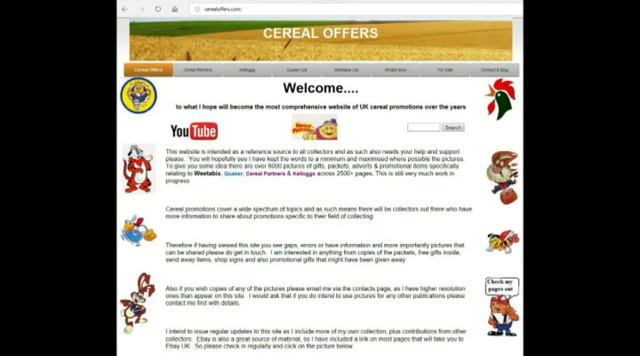 cerealoffers.com/
CEREAL OFFERS
Cereal Offers Cereal Partners Kelloggs Quaker Ltd Weetabix Ltd What's New For Sale Contact & Blog
Welcome....
to what I hope will become the most comprehensive website of UK cereal promotions over the years
YouTube
Search
This website is intended as a reference source to all collectors and as such also needs your help and support
please. You will hopefully see I have kept the words to a minimum and maximised where possible the pictures.
To give you some idea there are over 6000 pictures of gifts, packets, adverts & promotional items specifically
relating to Weetabix, Quaker, Cereal Partners & Kelloggs across 2500+ pages. This is still very much work in
progress
Cereal promotions cover a wide spectrum of topics and as such means there will be collectors out there who have
more information to share about promotions specific to their field of collecting.
Therefore if having viewed this site you see gaps, errors or have information and more importantly pictures that
can be shared please do get in touch. I am interested in anything from copies of the packets, free gifts inside,
send away items, shop signs and also promotional gifts that might have been given away
Check my
pages out
Also if you wish copies of any of the pictures please email me via the contacts page, as I have higher resolution
ones than appear on this site. I would ask that if you do intend to use pictures for any other publications please
contact me first with details.
I intend to issue regular updates to this site as I include more of my own collection, plus contributions from other
collectors. Ebay is also a great source of material, so I have included a link on most pages that will take you to
Ebay UK. So please check in regularly and click on the picture below